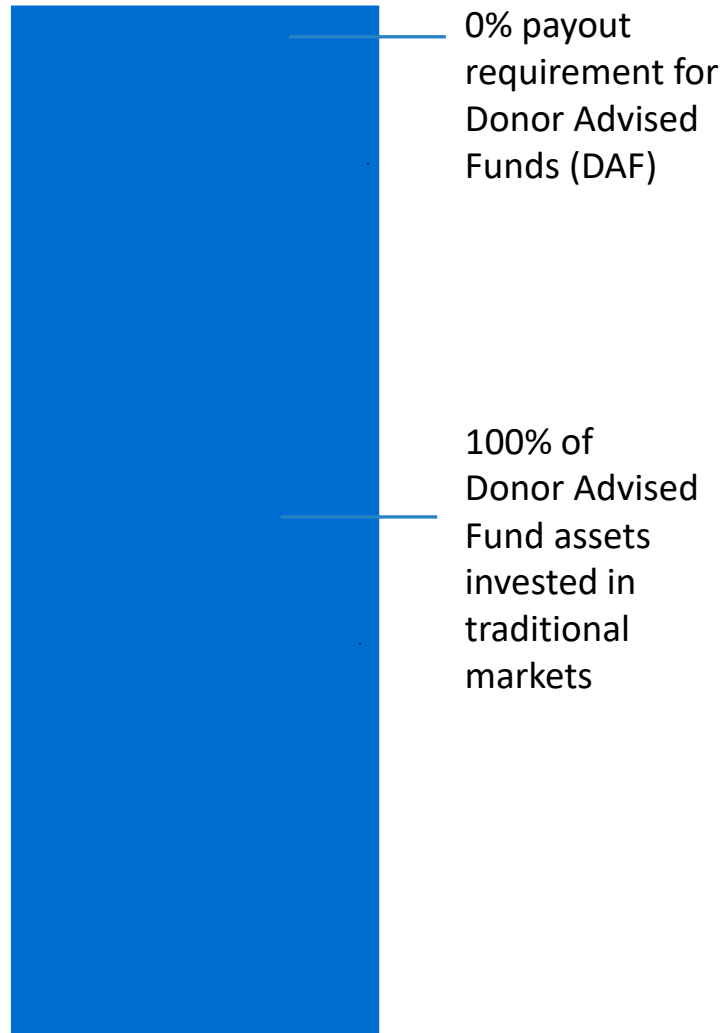 0% payout
requirement for
Donor Advised
Funds (DAF)
100% of
Donor Advised
Fund assets
invested in
traditional
markets